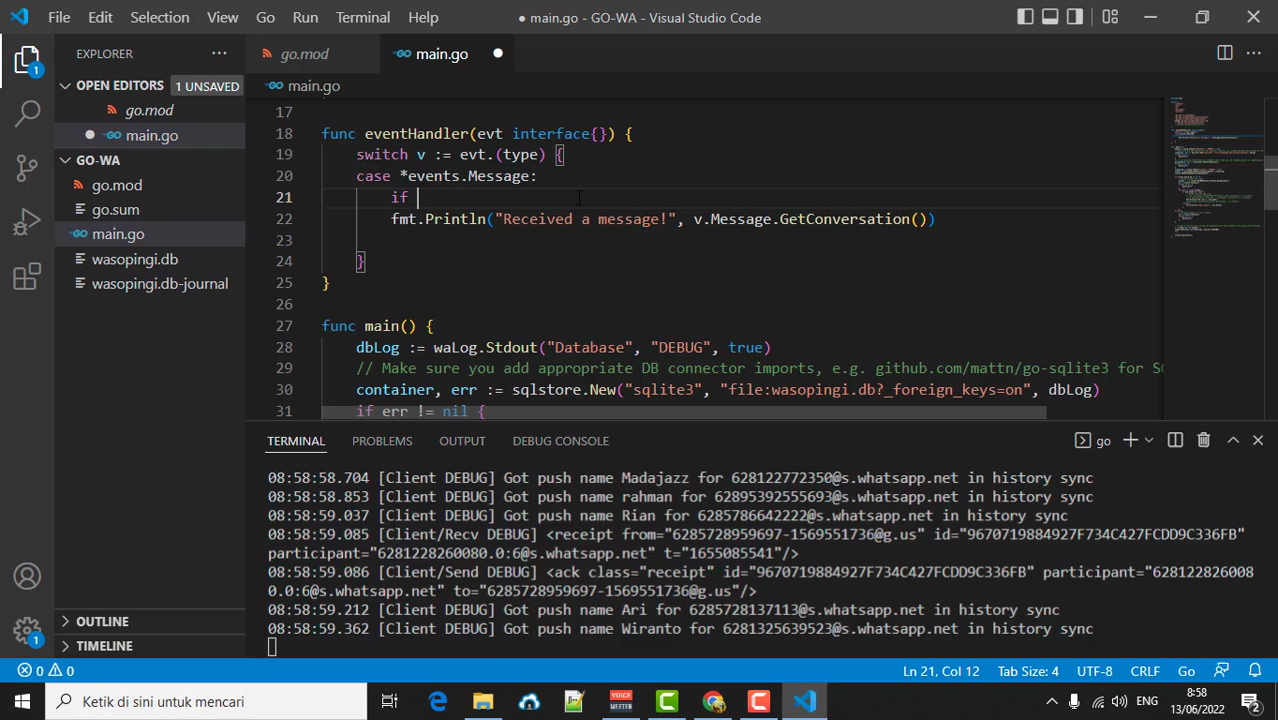 File Edit Selection View Go Run Terminal Help
● main.go - GO-WA - Visual Studio Code
EXPLORER ···
go.mod
main.go ●
OPEN EDITORS 1 UNSAVED
main.go
go.mod
● main.go
GO-WA
go.mod
go.sum
main.go
wasopingi.db
wasopingi.db-journal
OUTLINE
TIMELINE
17
18 func eventHandler(evt interface{}) {
19 switch v := evt.(type) {
20 case *events.Message:
21 if
22 fmt.Println("Received a message!", v.Message.GetConversation())
23
24 }
25 }
26
27 func main() {
28 dbLog := waLog.Stdout("Database", "DEBUG", true)
29 // Make sure you add appropriate DB connector imports, e.g. github.com/mattn/go-sqlite3 for
30 container, err := sqlstore.New("sqlite3", "file:wasopingi.db?_foreign_keys=on", dbLog)
31 if err != nil {
TERMINAL PROBLEMS OUTPUT DEBUG CONSOLE
go
08:58:58.704 [Client DEBUG] Got push name Madajazz for 628122772350@s.whatsapp.net in history sync
08:58:58.853 [Client DEBUG] Got push name rahman for 62895392555693@s.whatsapp.net in history sync
08:58:59.037 [Client DEBUG] Got push name Rian for 6285786642222@s.whatsapp.net in history sync
08:58:59.085 [Client/Recv DEBUG] <receipt from="6285728959697-1569551736@g.us" id="9670719884927F734C427FCDD9C336FB"
participant="6281228260080.0:6@s.whatsapp.net" t="1655085541"/>
08:58:59.086 [Client/Send DEBUG] <ack class="receipt" id="9670719884927F734C427FCDD9C336FB" participant="628122826008
0.0:6@s.whatsapp.net" to="6285728959697-1569551736@g.us"/>
08:58:59.212 [Client DEBUG] Got push name Ari for 6285728137113@s.whatsapp.net in history sync
08:58:59.362 [Client DEBUG] Got push name Wiranto for 6281325639523@s.whatsapp.net in history sync
1
1
0 0
Ln 21, Col 12 Tab Size: 4 UTF-8 CRLF Go
Ketik di sini untuk mencari
VOICE
MEETER
ENG
8:58
13/06/2022
2